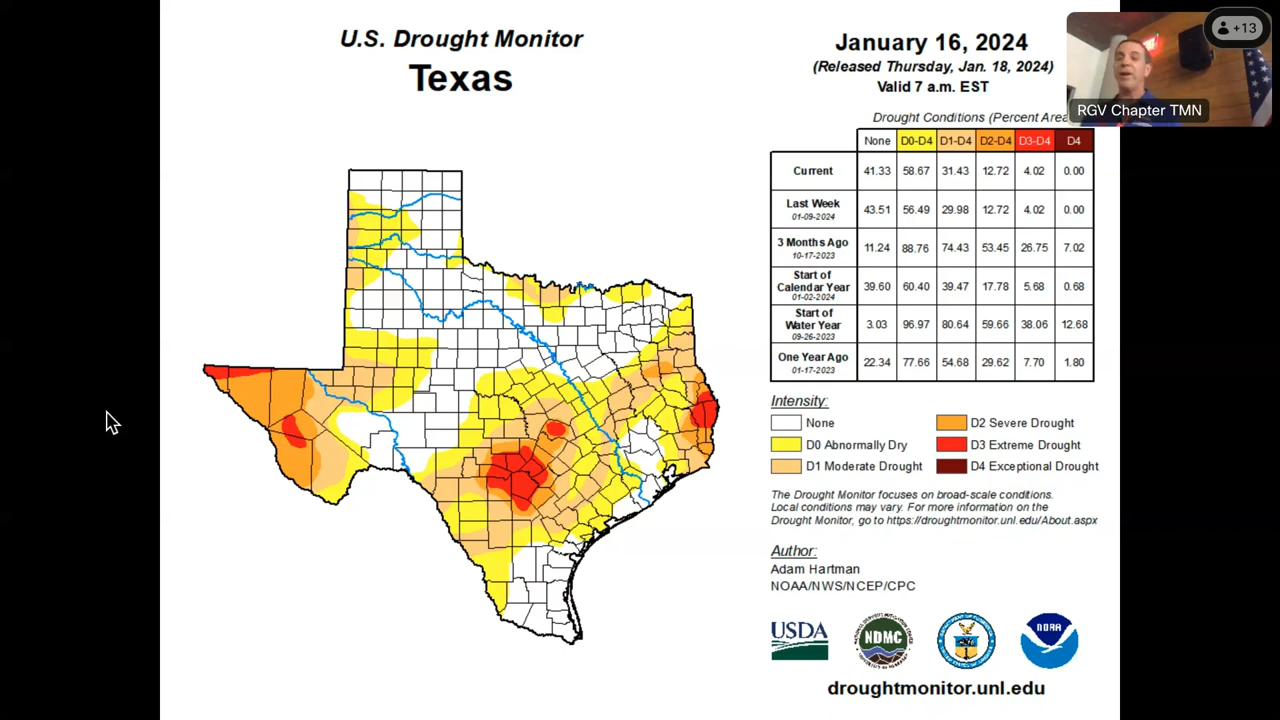 U.S. Drought Monitor
Texas
January 16, 2024
(Released Thursday, Jan. 18, 2024)
Valid 7 a.m. EST
+13
RGV Chapter TMN
Drought Conditions (Percent Area
None D0-D4 D1-D4 D2-D4 D3-D4 D4
Current 41.33 58.67 31.43 12.72 4.02 0.00
Last Week
01-09-2024 43.51 56.49 29.98 12.72 4.02 0.00
3 Months Ago
10-17-2023 11.24 88.76 74.43 53.45 26.75 7.02
Start of
Calendar Year
01-02-2024 39.60 60.40 39.47 17.78 5.68 0.68
Start of
Water Year
09-26-2023 3.03 96.97 80.64 59.66 38.06 12.68
One Year Ago
01-17-2023 22.34 77.66 54.68 29.62 7.70 1.80
Intensity:
None
D0 Abnormally Dry
D1 Moderate Drought
D2 Severe Drought
D3 Extreme Drought
D4 Exceptional Drought
The Drought Monitor focuses on broad-scale conditions.
Local conditions may vary. For more information on the
Drought Monitor, go to https://droughtmonitor.unl.edu/About.aspx
Author:
Adam Hartman
NOAA/NWS/NCEP/CPC
USDA
NDMC
NOAA
droughtmonitor.unl.edu